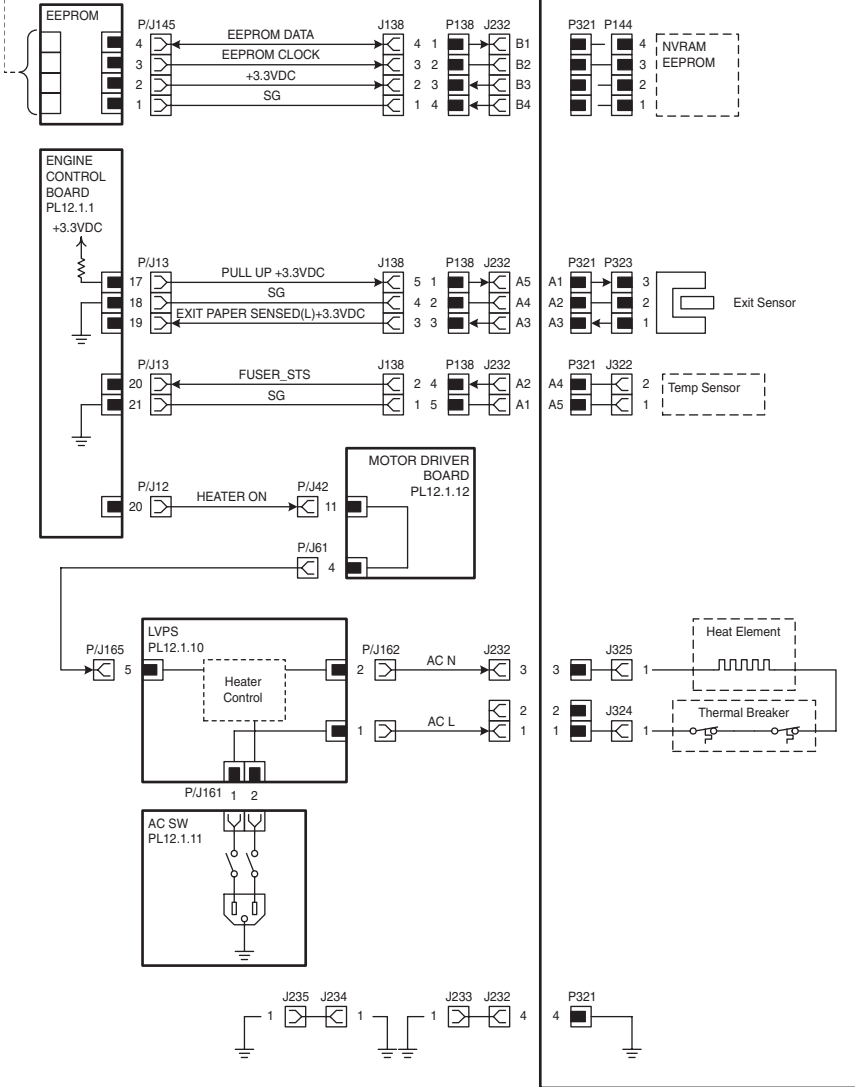 EEPROM
P/J145 J138 P138 J232 P321 P144
4 EEPROM DATA 4 1 B1 4 NVRAM
3 EEPROM CLOCK 3 2 B2 3 EEPROM
2 +3.3VDC 2 3 B3 2
1 SG 1 4 B4 1
ENGINE
CONTROL
BOARD
PL12.1.1
+3.3VDC
P/J13 J138 P138 J232 P321 P323
17 PULL UP +3.3VDC 5 1 A5 A1 3
18 SG 4 2 A4 A2 2 Exit Sensor
19 EXIT PAPER SENSED(L)+3.3VDC 3 3 A3 A3 1
P/J13 J138 P138 J232 P321 J322
20 FUSER_STS 2 4 A2 A4 2 Temp Sensor
21 SG 1 5 A1 A5 1
MOTOR DRIVER
BOARD
PL12.1.12
P/J12 P/J42
20 HEATER ON 11
P/J61
4
LVPS
PL12.1.10
Heat Element
P/J165 P/J162 J232 J325
5 Heater
Control
2 AC N 3 3 1
2 2 J324 Thermal Breaker
1 AC L 1 1 1
P/J161 1 2
AC SW
PL12.1.11
J235 J234 J233 J232 P321
1 1 1 4 4